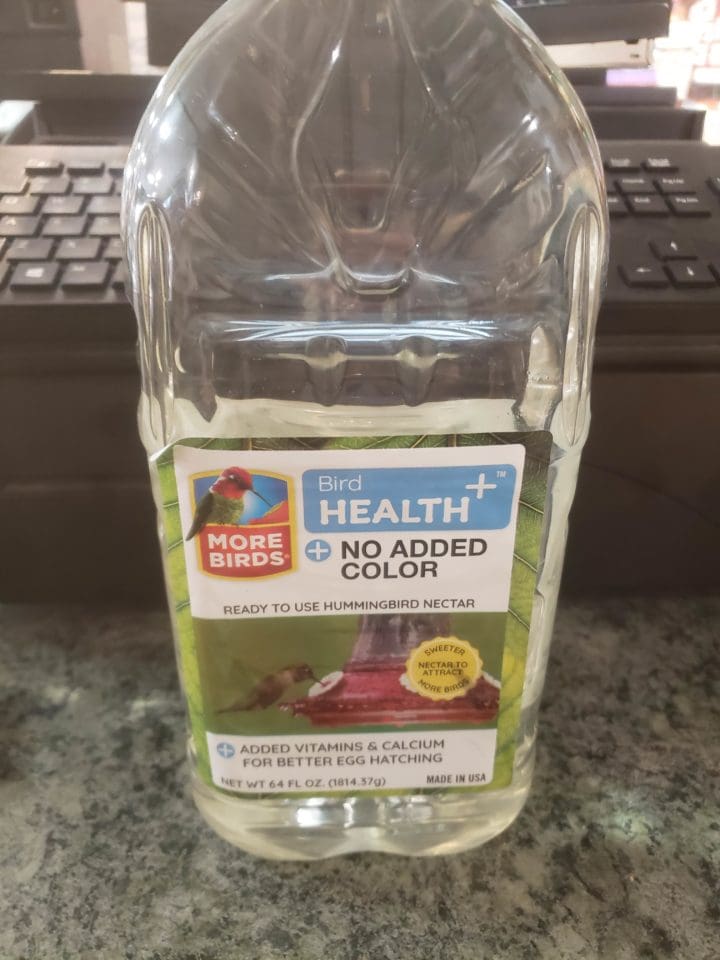 Bird
HEALTH+™
MORE
BIRDS®
+ NO ADDED
COLOR
READY TO USE HUMMINGBIRD NECTAR
SWEETER
NECTAR TO
ATTRACT
MORE BIRDS
+ ADDED VITAMINS & CALCIUM
FOR BETTER EGG HATCHING
NET WT 64 FL OZ. (1814.37g)
MADE IN USA